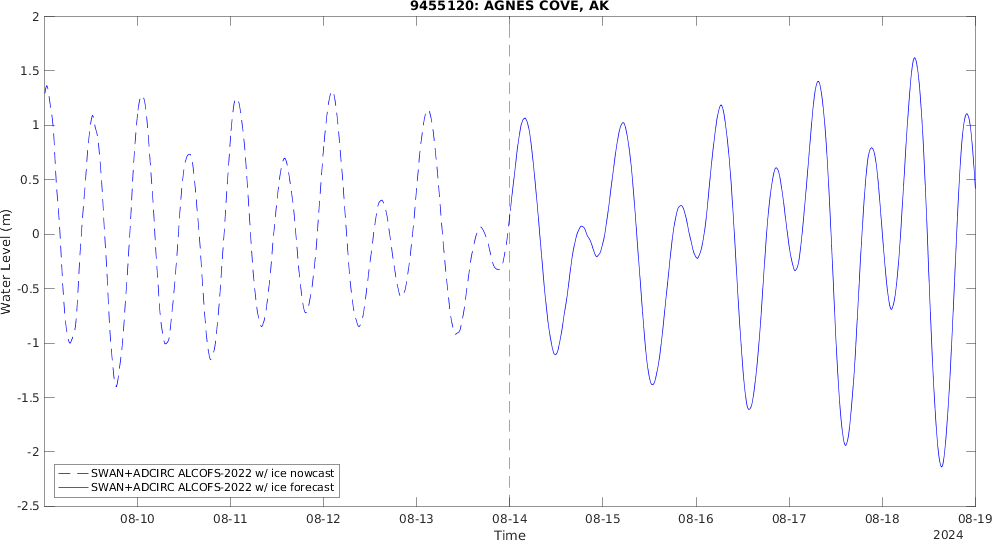 9455120: AGNES COVE, AK
2
1.5
1
0.5
0
-0.5
-1
-1.5
-2
-2.5
Water Level (m)
SWAN+ADCIRC ALCOFS-2022 w/ ice nowcast
SWAN+ADCIRC ALCOFS-2022 w/ ice forecast
08-10 08-11 08-12 08-13 08-14 08-15 08-16 08-17 08-18 08-19
Time
2024